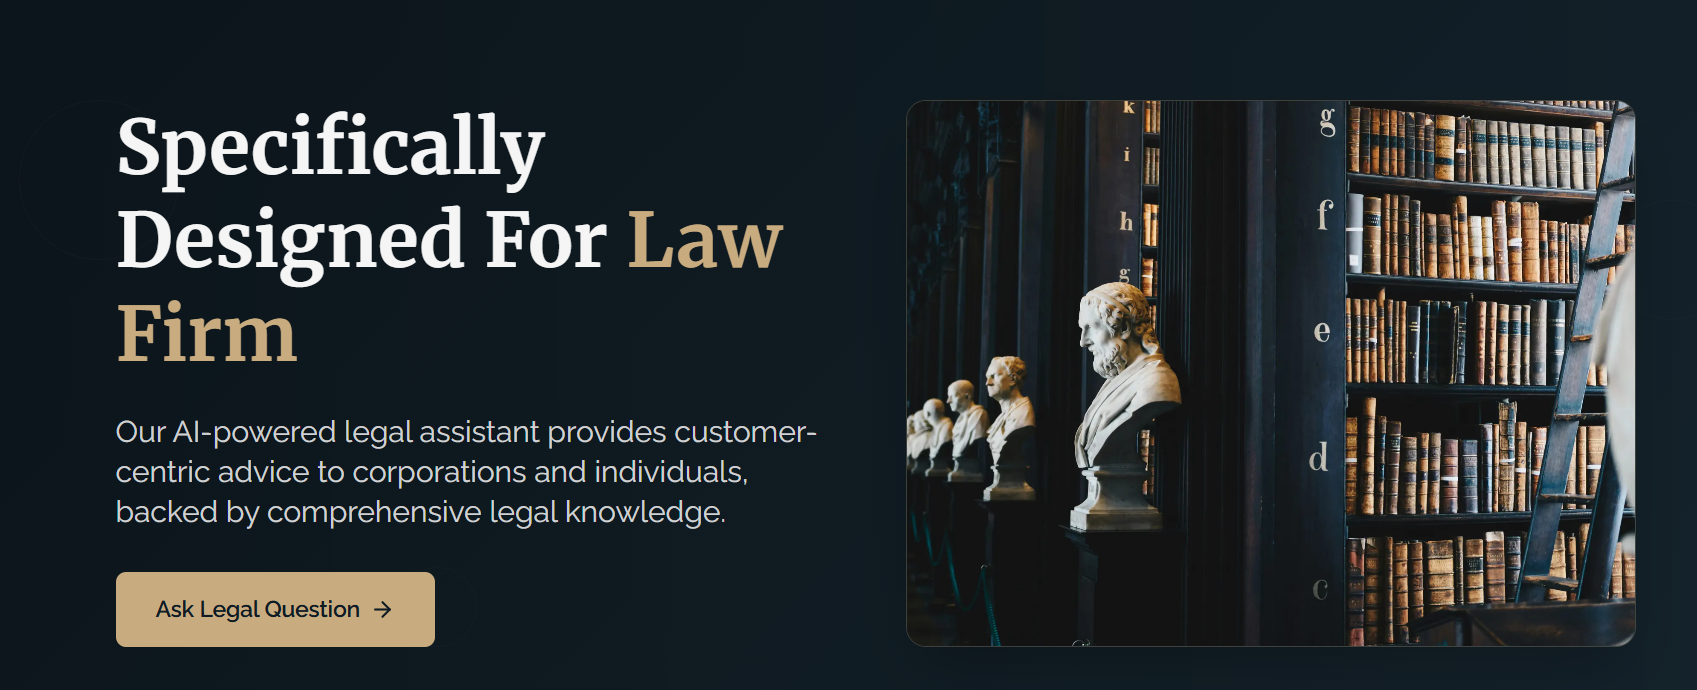 Specifically
Designed For Law
Firm
Our AI-powered legal assistant provides customer-
centric advice to corporations and individuals,
backed by comprehensive legal knowledge.
Ask Legal Question →
k
i
h
g
g
f
e
d
c